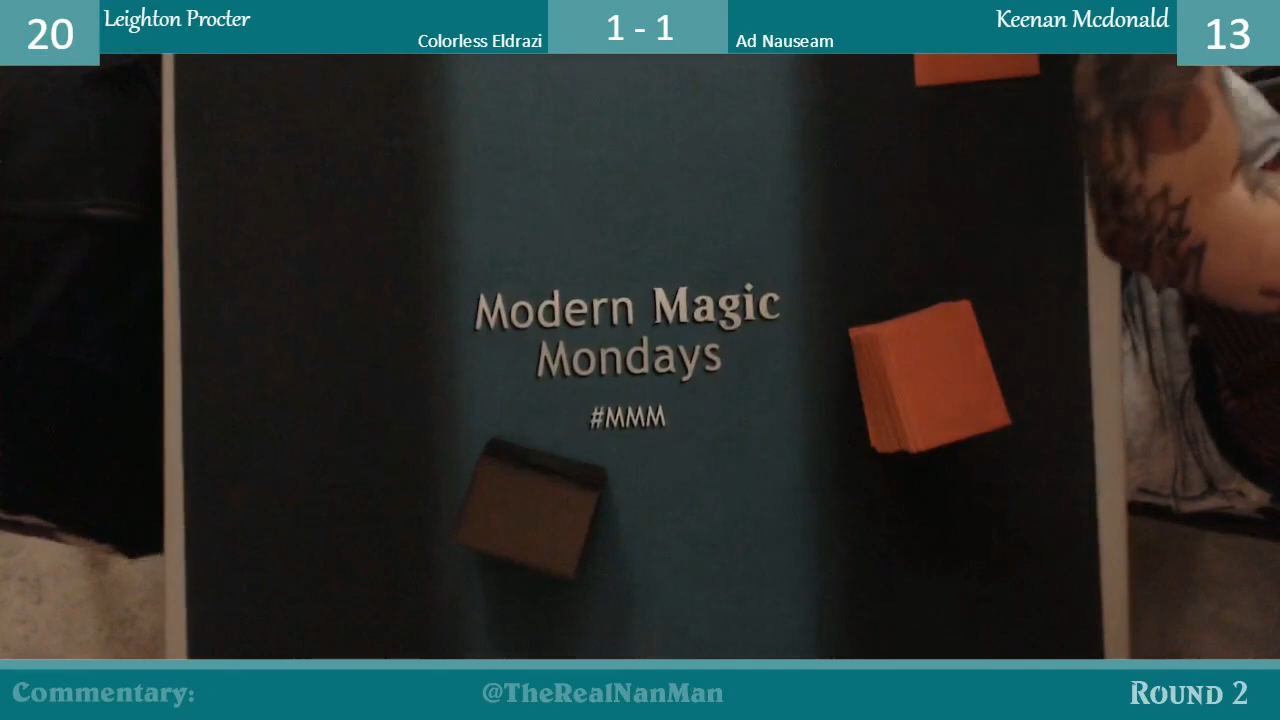 20
Leighton Procter
Colorless Eldrazi
1 - 1
Ad Nauseam
Keenan Mcdonald
13
Modern Magic
Mondays
#MMM
Commentary:
@TheRealNanMan
Round 2